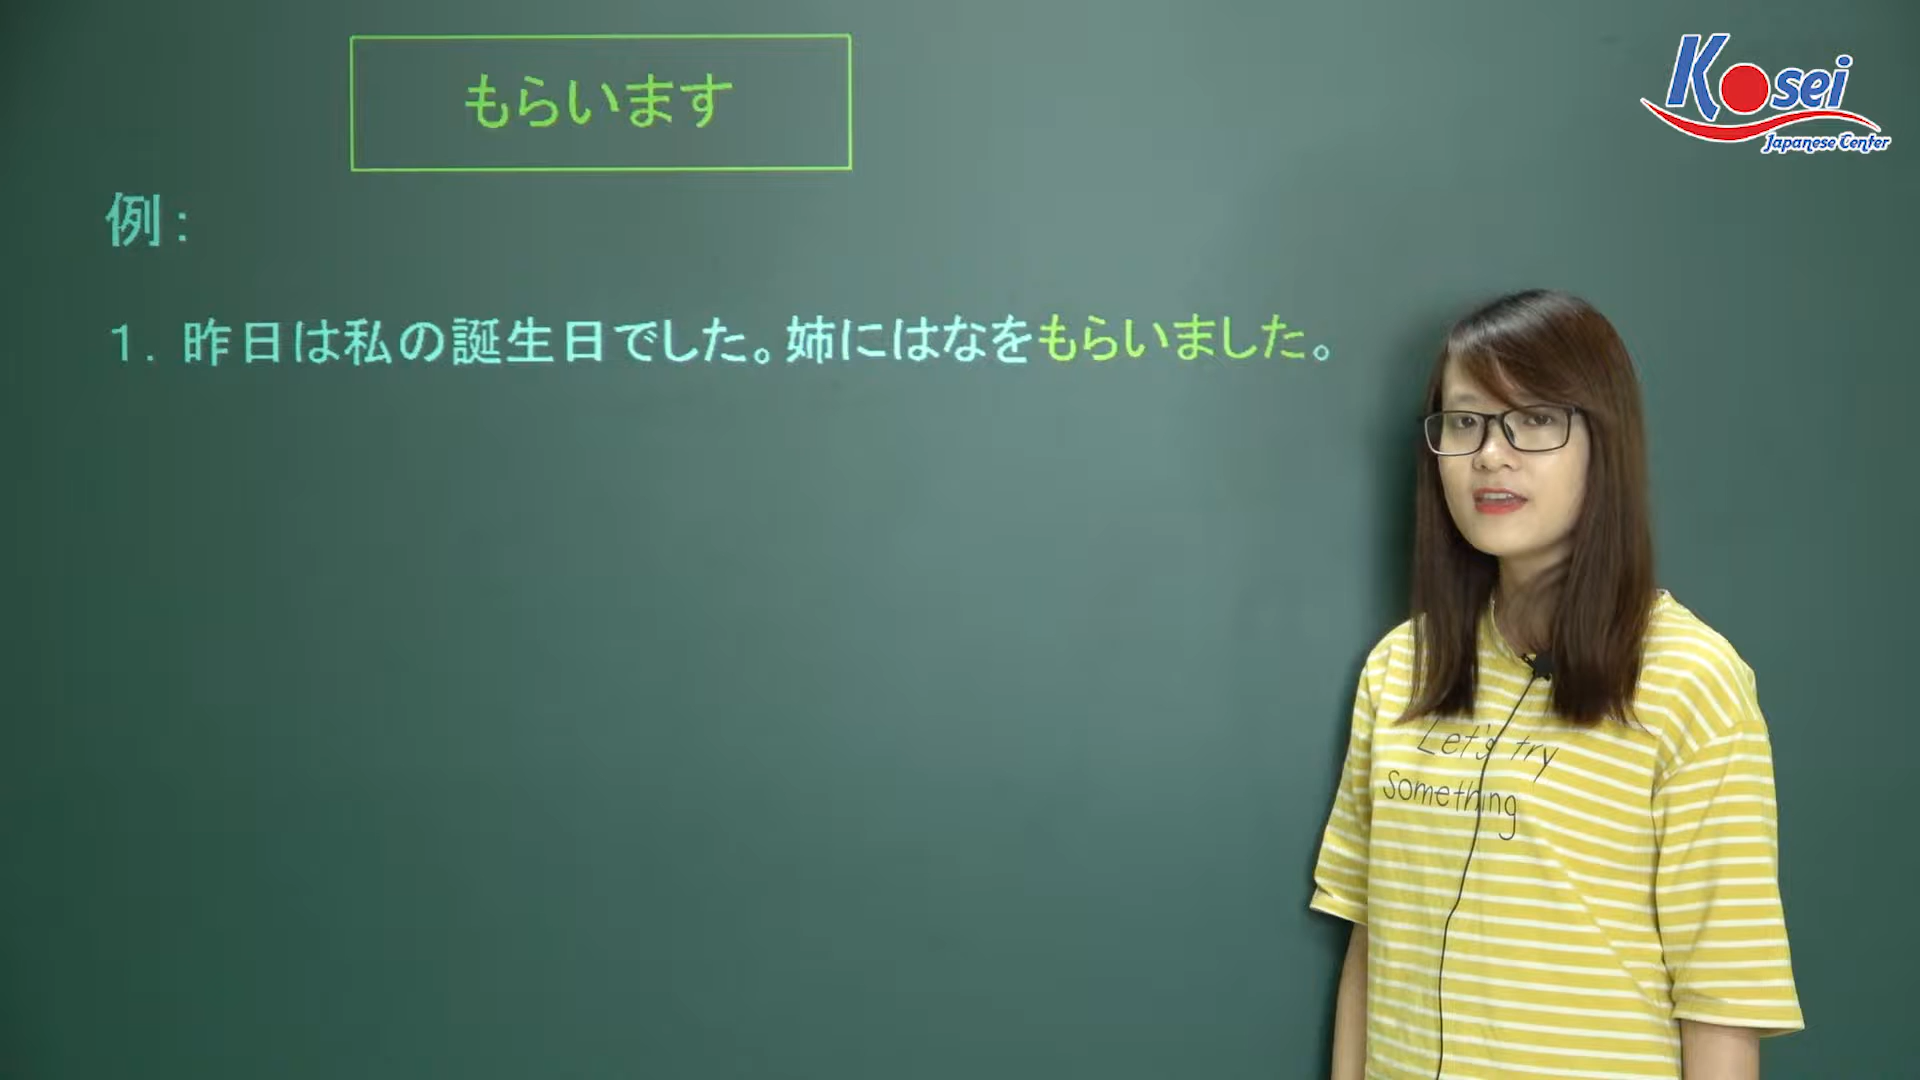 もらいます
Kosei
Japanese Center
例:
1. 昨日は私の誕生日でした。姉にはなをもらいました。
Let's try
something